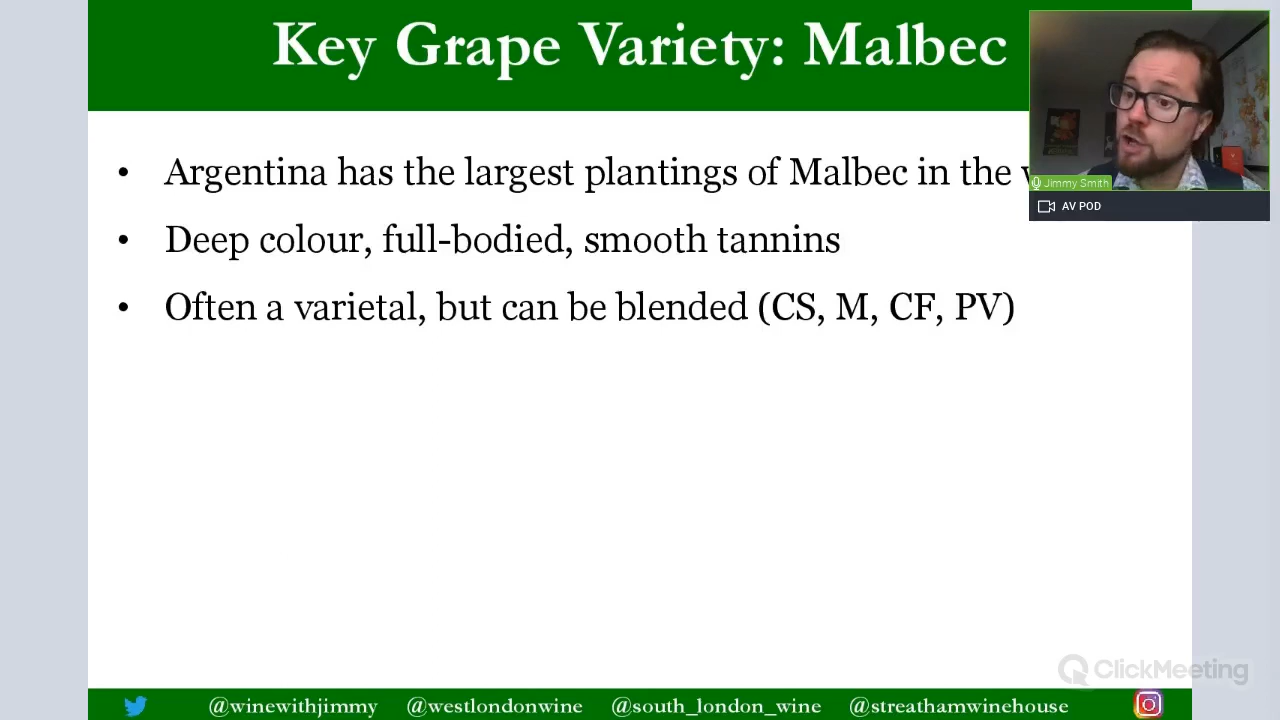 Key Grape Variety: Malbec
• Argentina has the largest plantings of Malbec in the
• Deep colour, full-bodied, smooth tannins
• Often a varietal, but can be blended (CS, M, CF, PV)
Jimmy Smith
AV POD
ClickMeeting
@winewithjimmy @westlondonwine @south_london_wine @streathamwinehouse